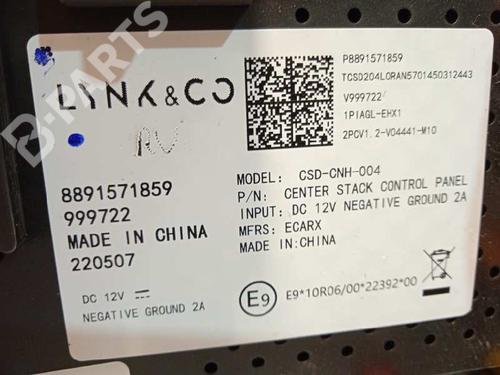 B-PARTS
LYNK & CO
AV
8891571859
999722
MADE IN CHINA
220507
DC 12V
NEGATIVE GROUND 2A
P8891571859
TCSD204LORAN5701450312443
V999722
1PIAGL-EHX1
2PCV1.2-V04441-M10
MODEL: CSD-CNH-004
P/N: CENTER STACK CONTROL PANEL
INPUT: DC 12V NEGATIVE GROUND 2A
MFRS: ECARX
MADE IN:CHINA
E9 E9*10R06/00*22392*00